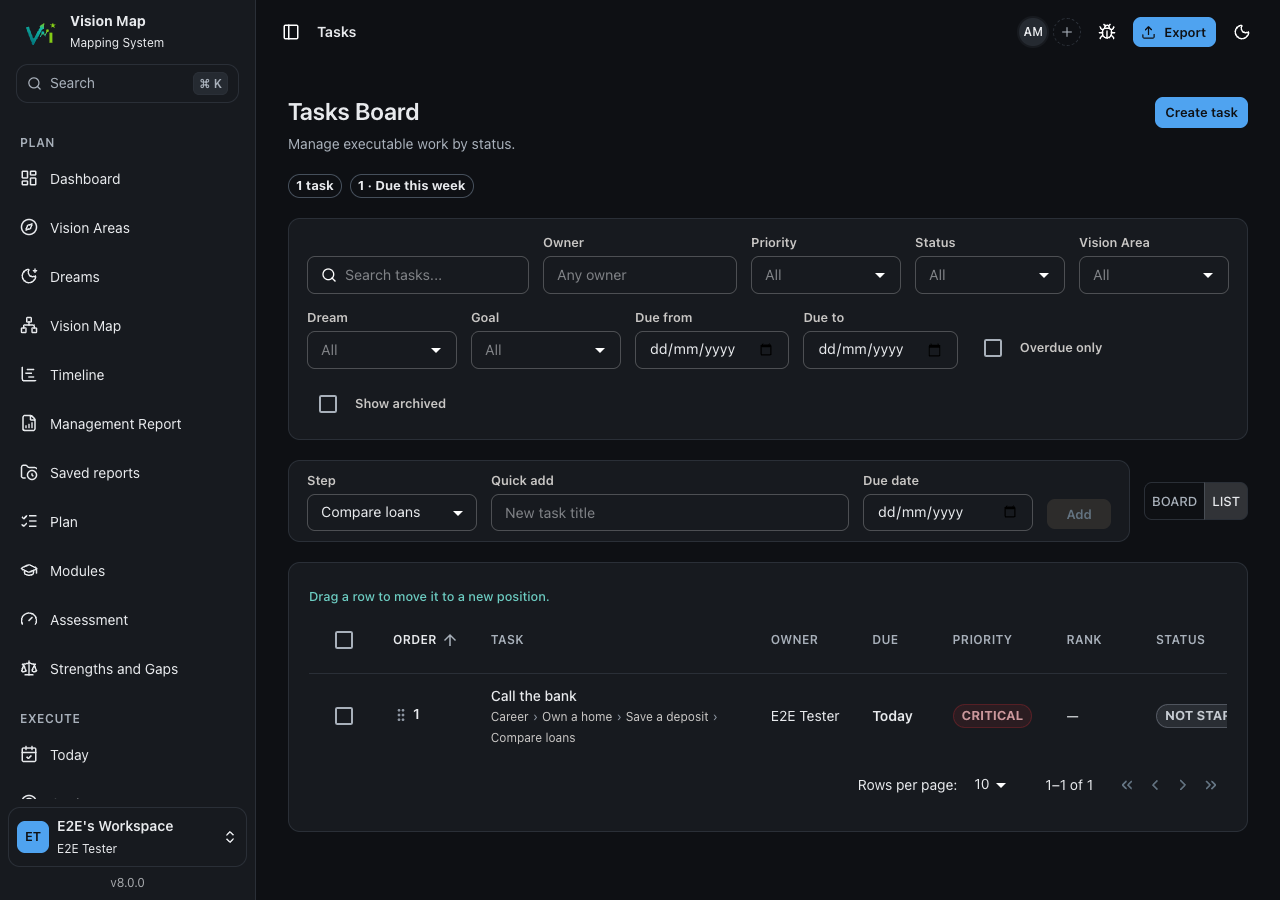 Vision Map
Mapping System
Search
⌘ K
PLAN
Dashboard
Vision Areas
Dreams
Vision Map
Timeline
Management Report
Saved reports
Plan
Modules
Assessment
Strengths and Gaps
EXECUTE
Today
ET
E2E's Workspace
E2E Tester
v8.0.0
Tasks
AM
Export
Tasks Board
Create task
Manage executable work by status.
1 task
1 · Due this week
Owner
Priority
Status
Vision Area
Search tasks...
Any owner
All
All
All
Dream
Goal
Due from
Due to
All
All
dd/mm/yyyy
dd/mm/yyyy
Overdue only
Show archived
Step
Quick add
Due date
Compare loans
New task title
dd/mm/yyyy
Add
BOARD
LIST
Drag a row to move it to a new position.
ORDER
TASK
OWNER
DUE
PRIORITY
RANK
STATUS
1
Call the bank
Career › Own a home › Save a deposit ›
Compare loans
E2E Tester
Today
CRITICAL
—
NOT STAR
Rows per page:
10
1–1 of 1